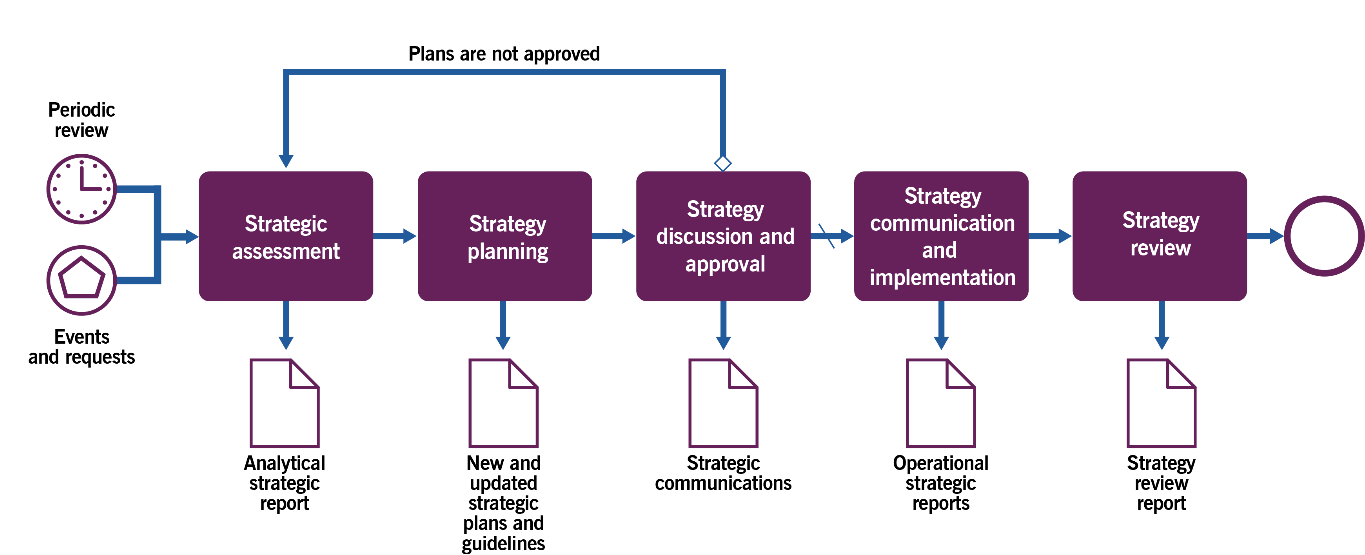 Plans are not approved
Periodic
review
Events
and requests
Strategic
assessment
Strategy
planning
Strategy
discussion and
approval
Strategy
communication
and
implementation
Strategy
review
Analytical
strategic
report
New and
updated
strategic
plans and
guidelines
Strategic
communications
Operational
strategic
reports
Strategy
review
report